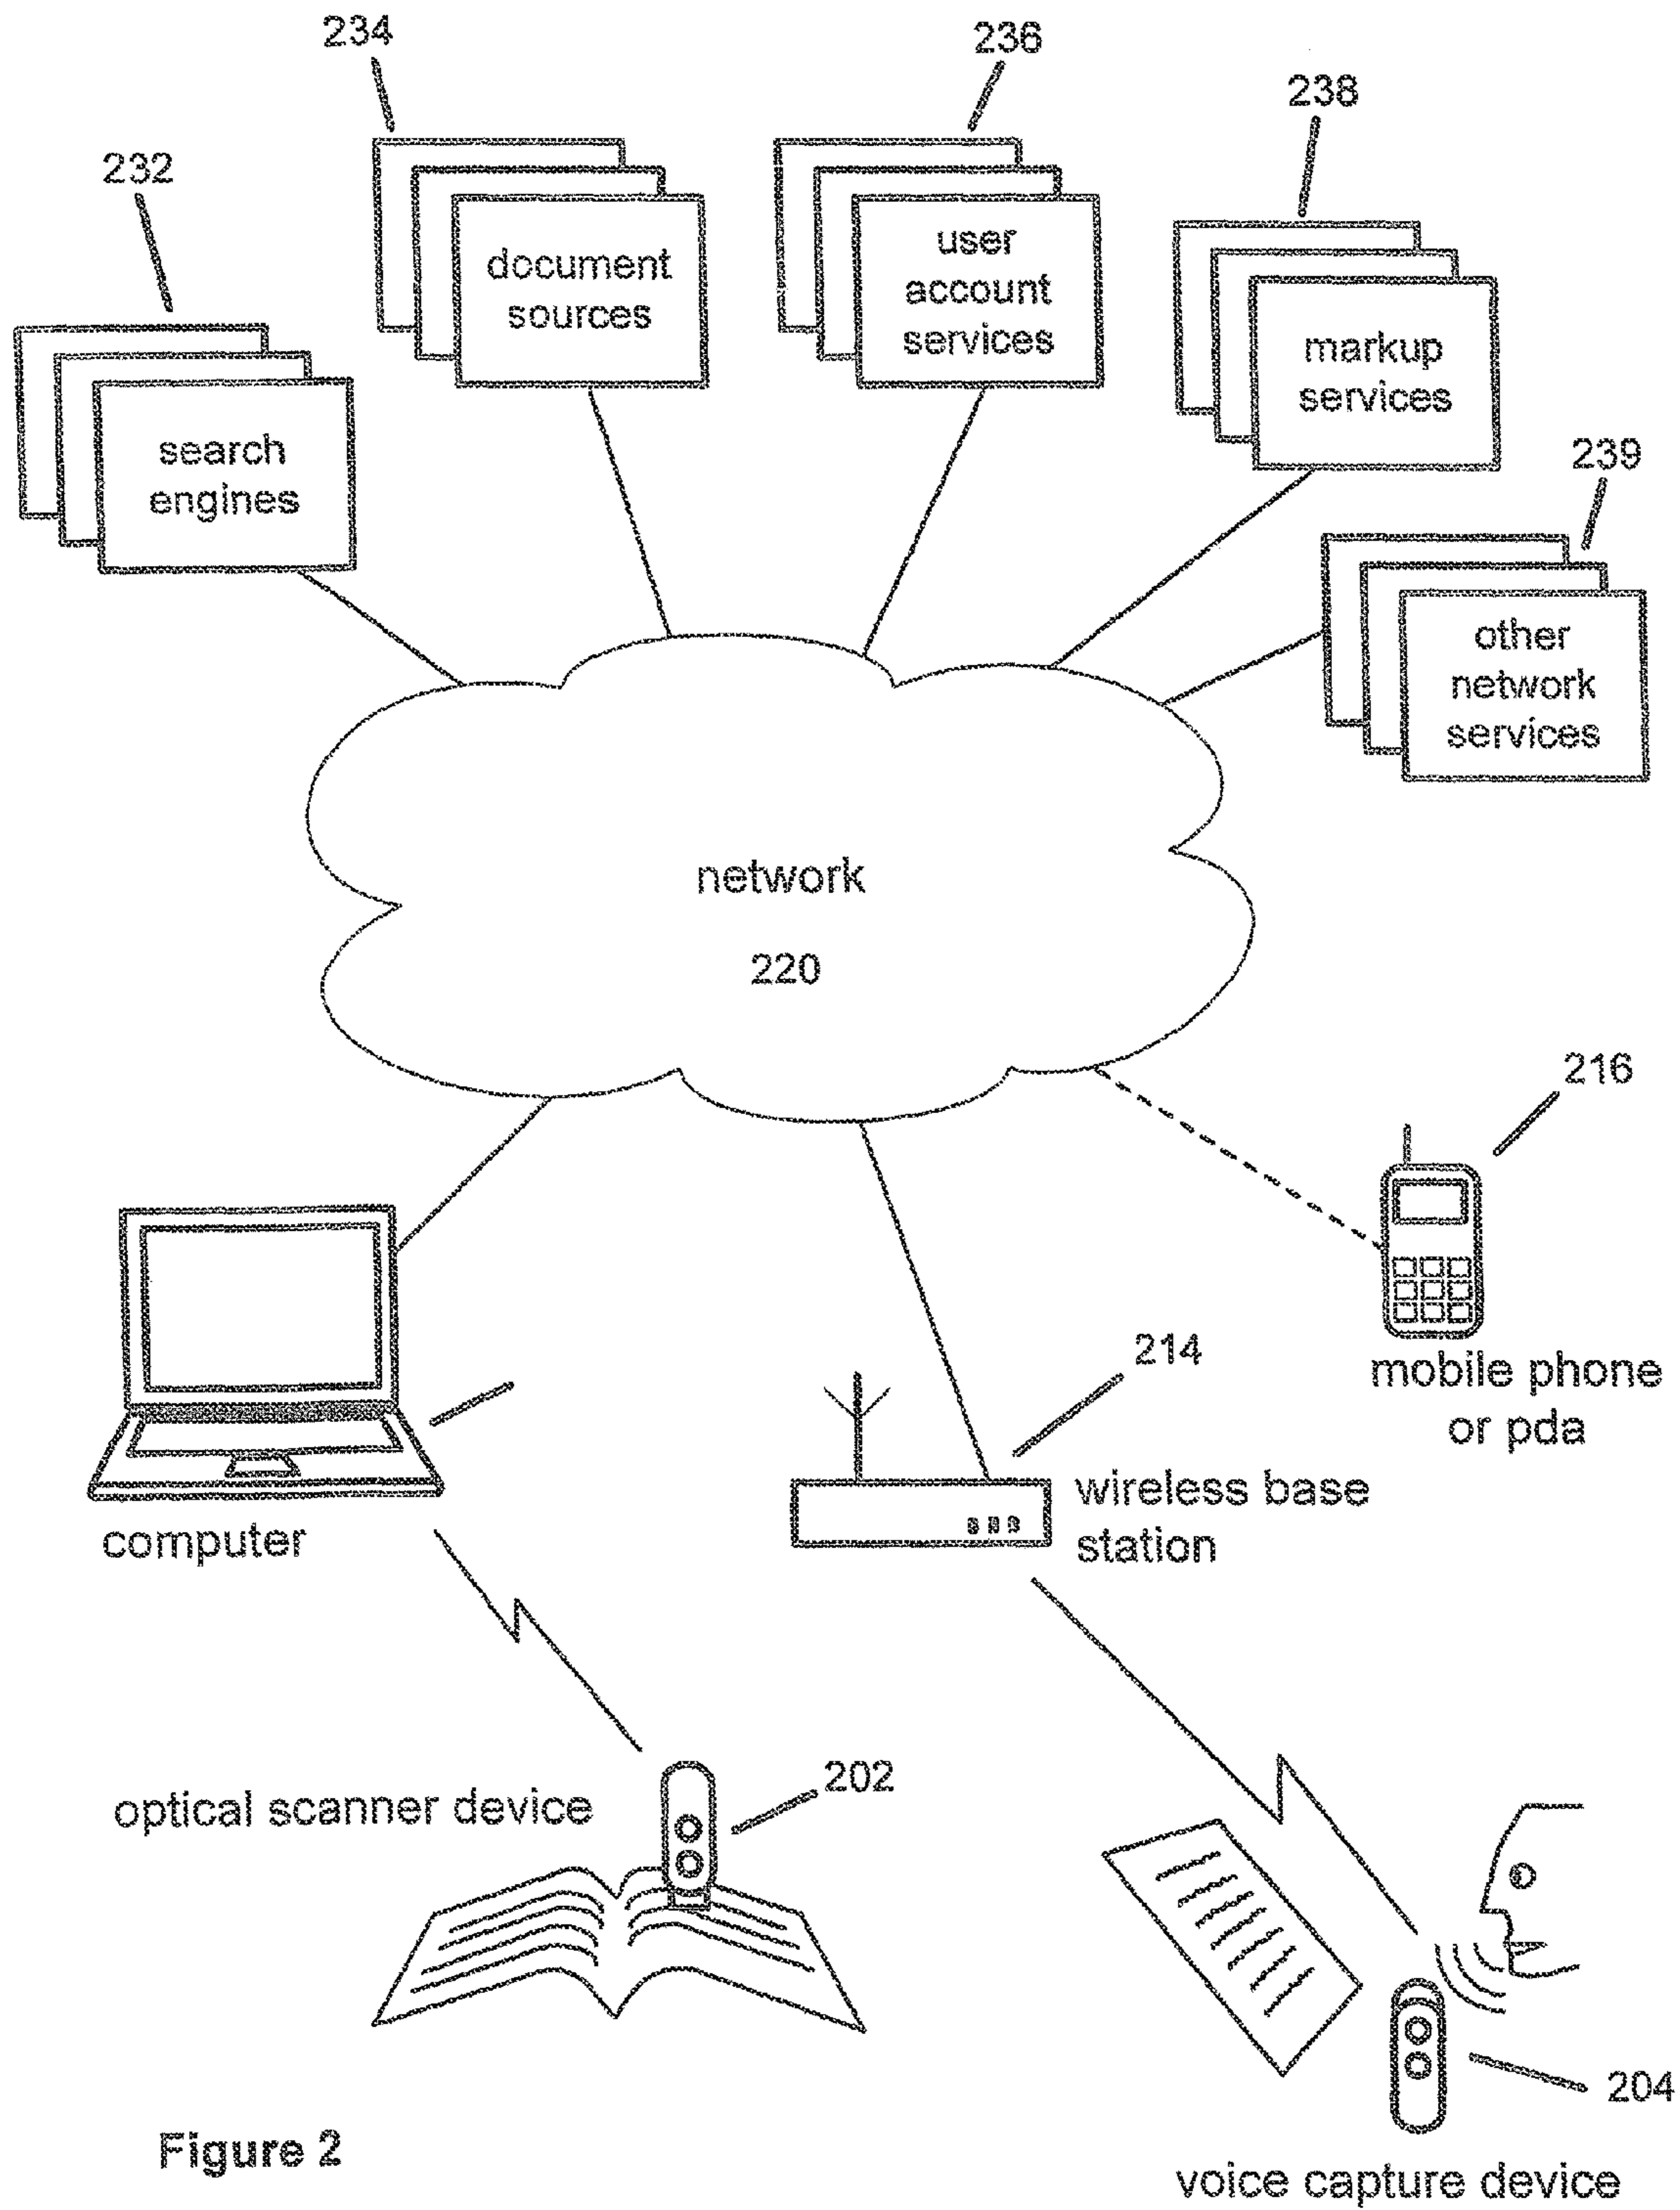 234
236
238
232
document
sources
user
account
services
markup
services
search
engines
239
other
network
services
network
220
216
mobile phone
or pda
214
wireless base
station
computer
optical scanner device
202
204
Figure 2
voice capture device